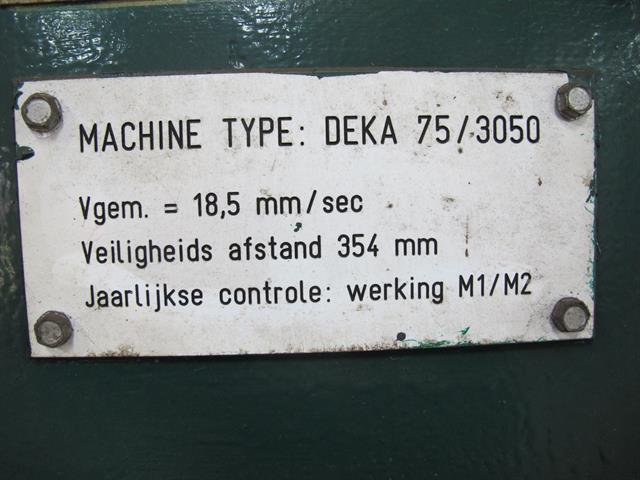 MACHINE TYPE: DEKA 75/3050
Vgem. = 18,5 mm/sec
Veiligheids afstand 354 mm
Jaarlijkse controle: werking M1/M2